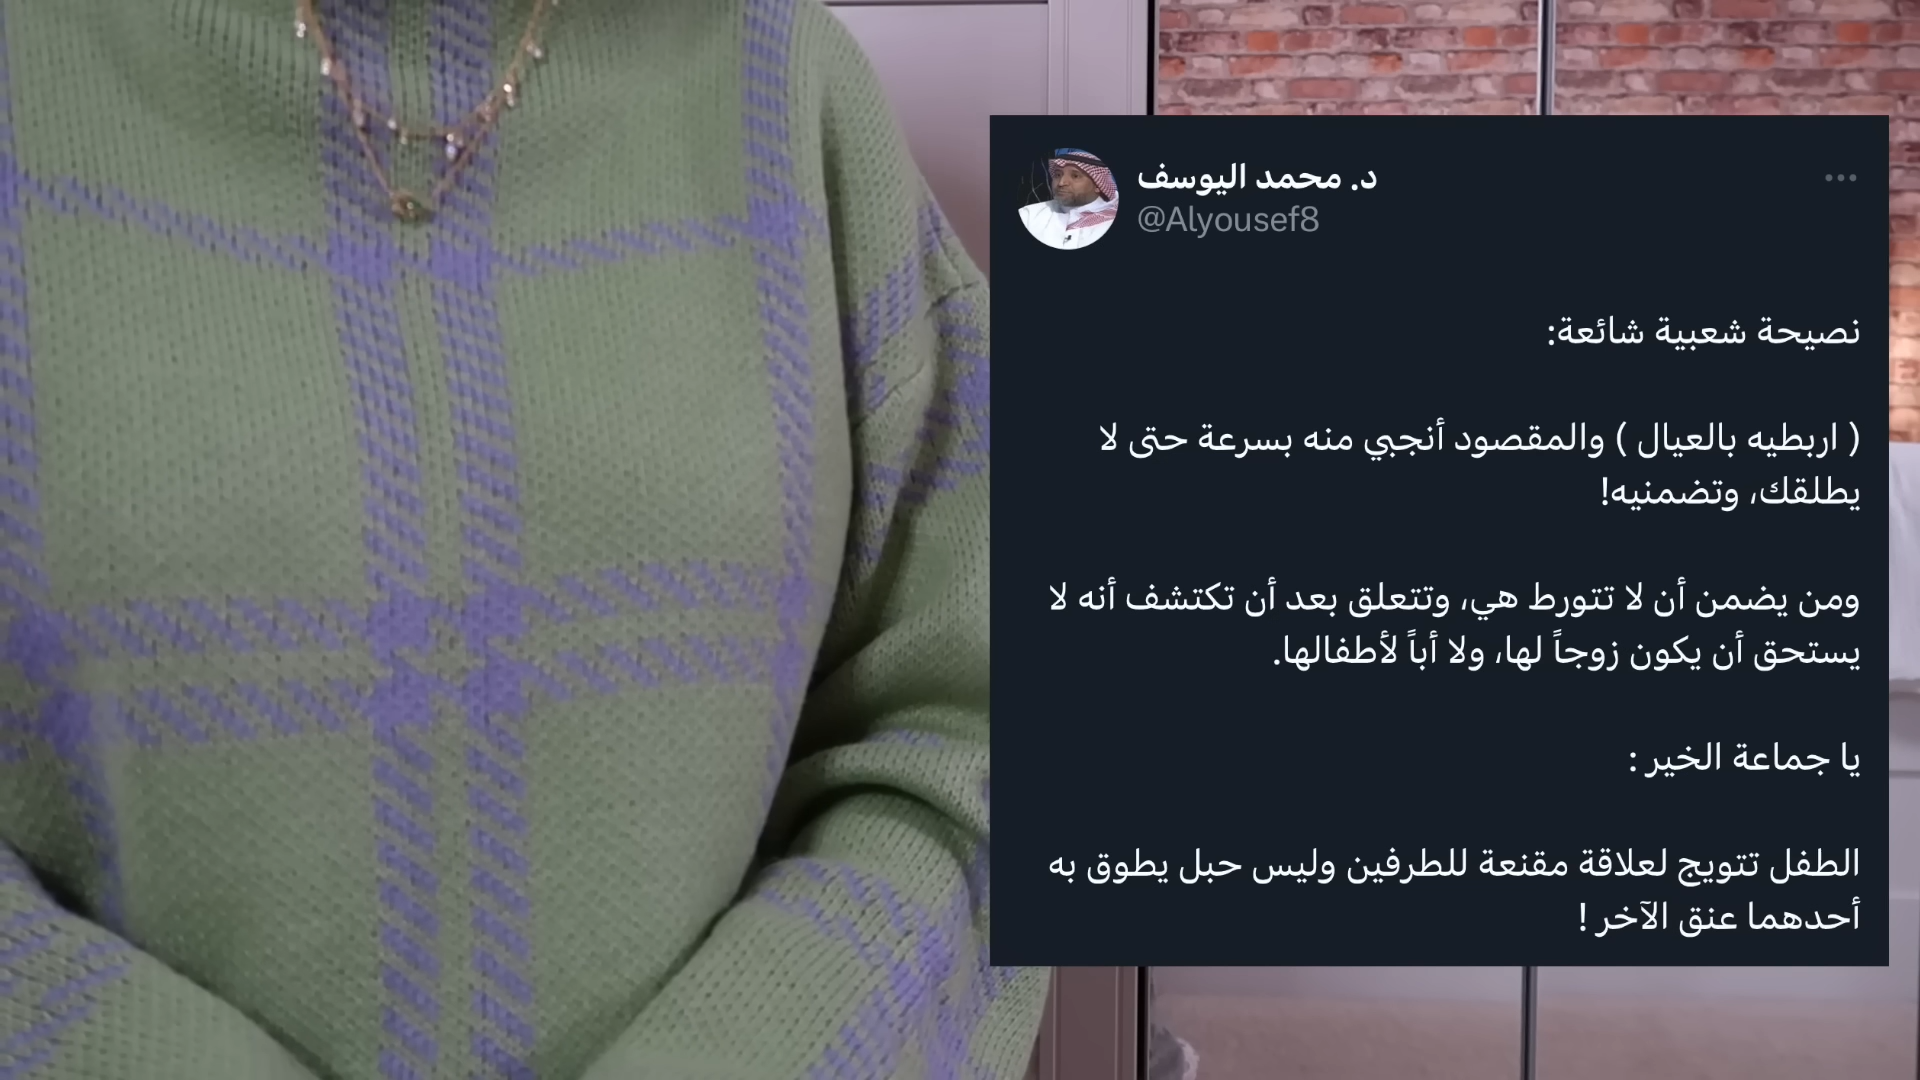 د. محمد اليوسف
@Alyousef8
نصيحة شعبية شائعة:
( اربطيه بالعيال ) والمقصود أنجبي منه بسرعة حتى لا
يطلقك، وتضمنيه!
ومن يضمن أن لا تتورط هي، وتتعلق بعد أن تكتشف أنه لا
يستحق أن يكون زوجاً لها، ولا أباً لأطفالها.
يا جماعة الخير :
الطفل تتويج لعلاقة مقنعة للطرفين وليس حبل يطوق به
أحدهما عنق الآخر !